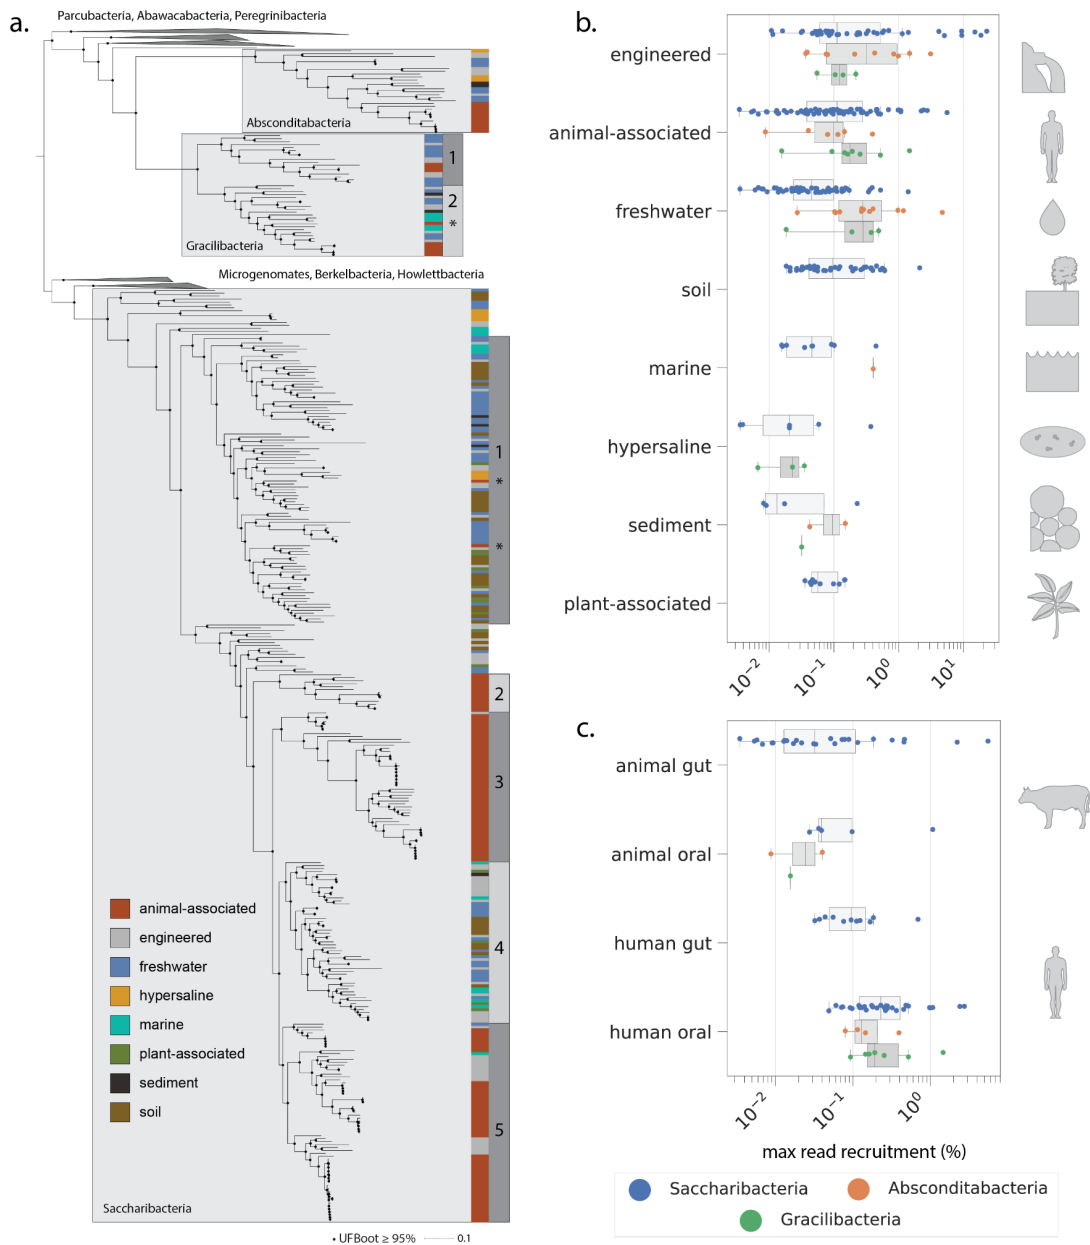 a.
Parcubacteria, Abawacabacteria, Peregrinibacteria
Absconditabacteria
1
2
*
Gracilibacteria
Microgenomates, Berkelbacteria, Howlettbacteria
1
*
*
2
3
4
5
animal-associated
engineered
freshwater
hypersaline
marine
plant-associated
sediment
soil
Saccharibacteria
• UFBoot ≥ 95%
0.1
b.
engineered
animal-associated
freshwater
soil
marine
hypersaline
sediment
plant-associated
10⁻² 10⁻¹ 10⁰ 10¹
c.
animal gut
animal oral
human gut
human oral
10⁻² 10⁻¹ 10⁰
max read recruitment (%)
Saccharibacteria Absconditabacteria
Gracilibacteria